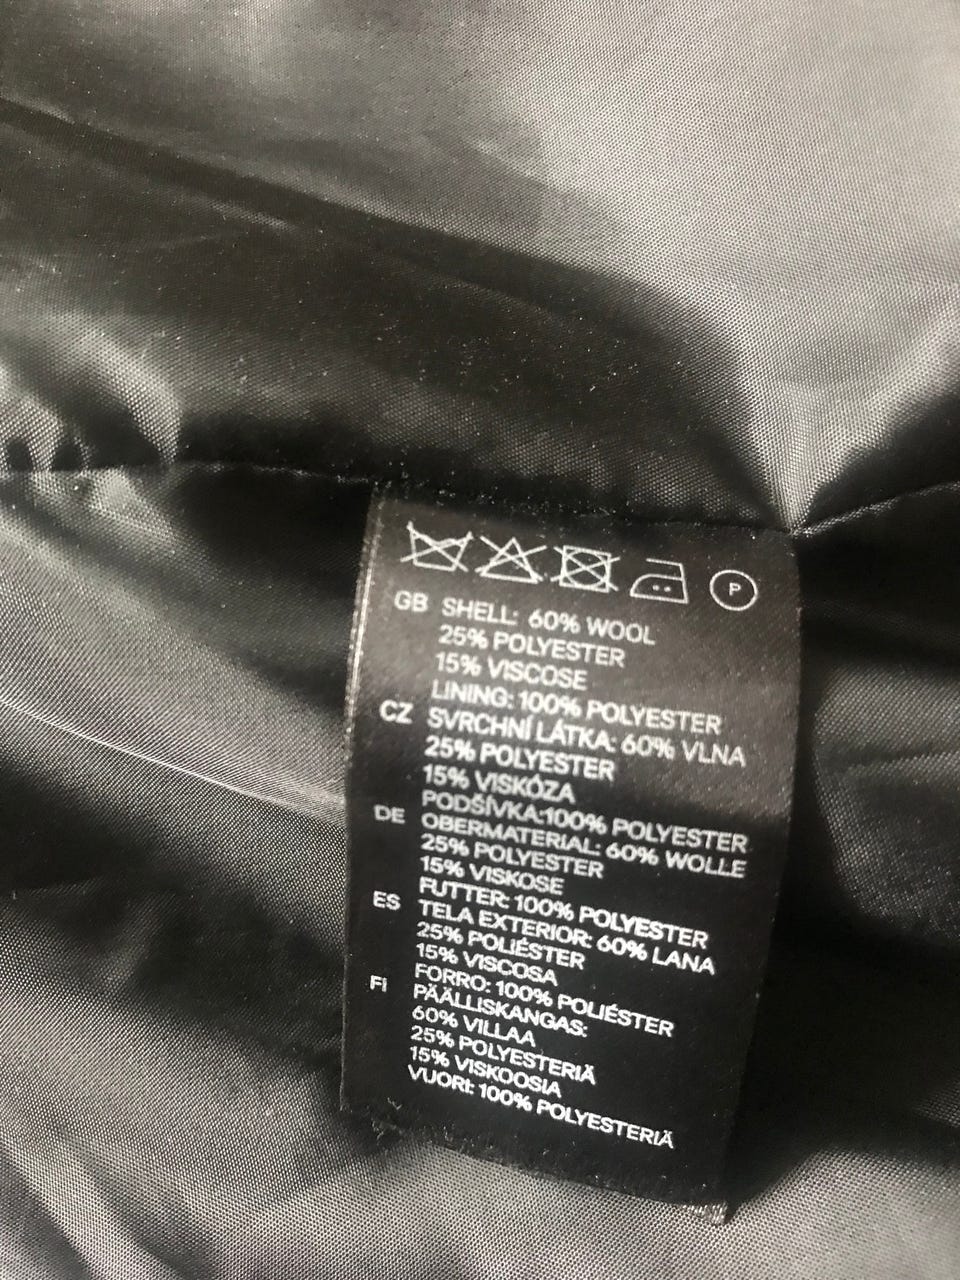 P
GB SHELL: 60% WOOL
25% POLYESTER
15% VISCOSE
LINING: 100% POLYESTER
CZ SVRCHNÍ LÁTKA: 60% VLNA
25% POLYESTER
15% VISKÓZA
PODŠÍVKA:100% POLYESTER
DE OBERMATERIAL: 60% WOLLE
25% POLYESTER
15% VISKOSE
FUTTER: 100% POLYESTER
ES TELA EXTERIOR: 60% LANA
25% POLIÉSTER
15% VISCOSA
FORRO: 100% POLIÉSTER
FI PÄÄLLISKANGAS:
60% VILLAA
25% POLYESTERIÄ
15% VISKOOSIA
VUORI: 100% POLYESTERIÄ